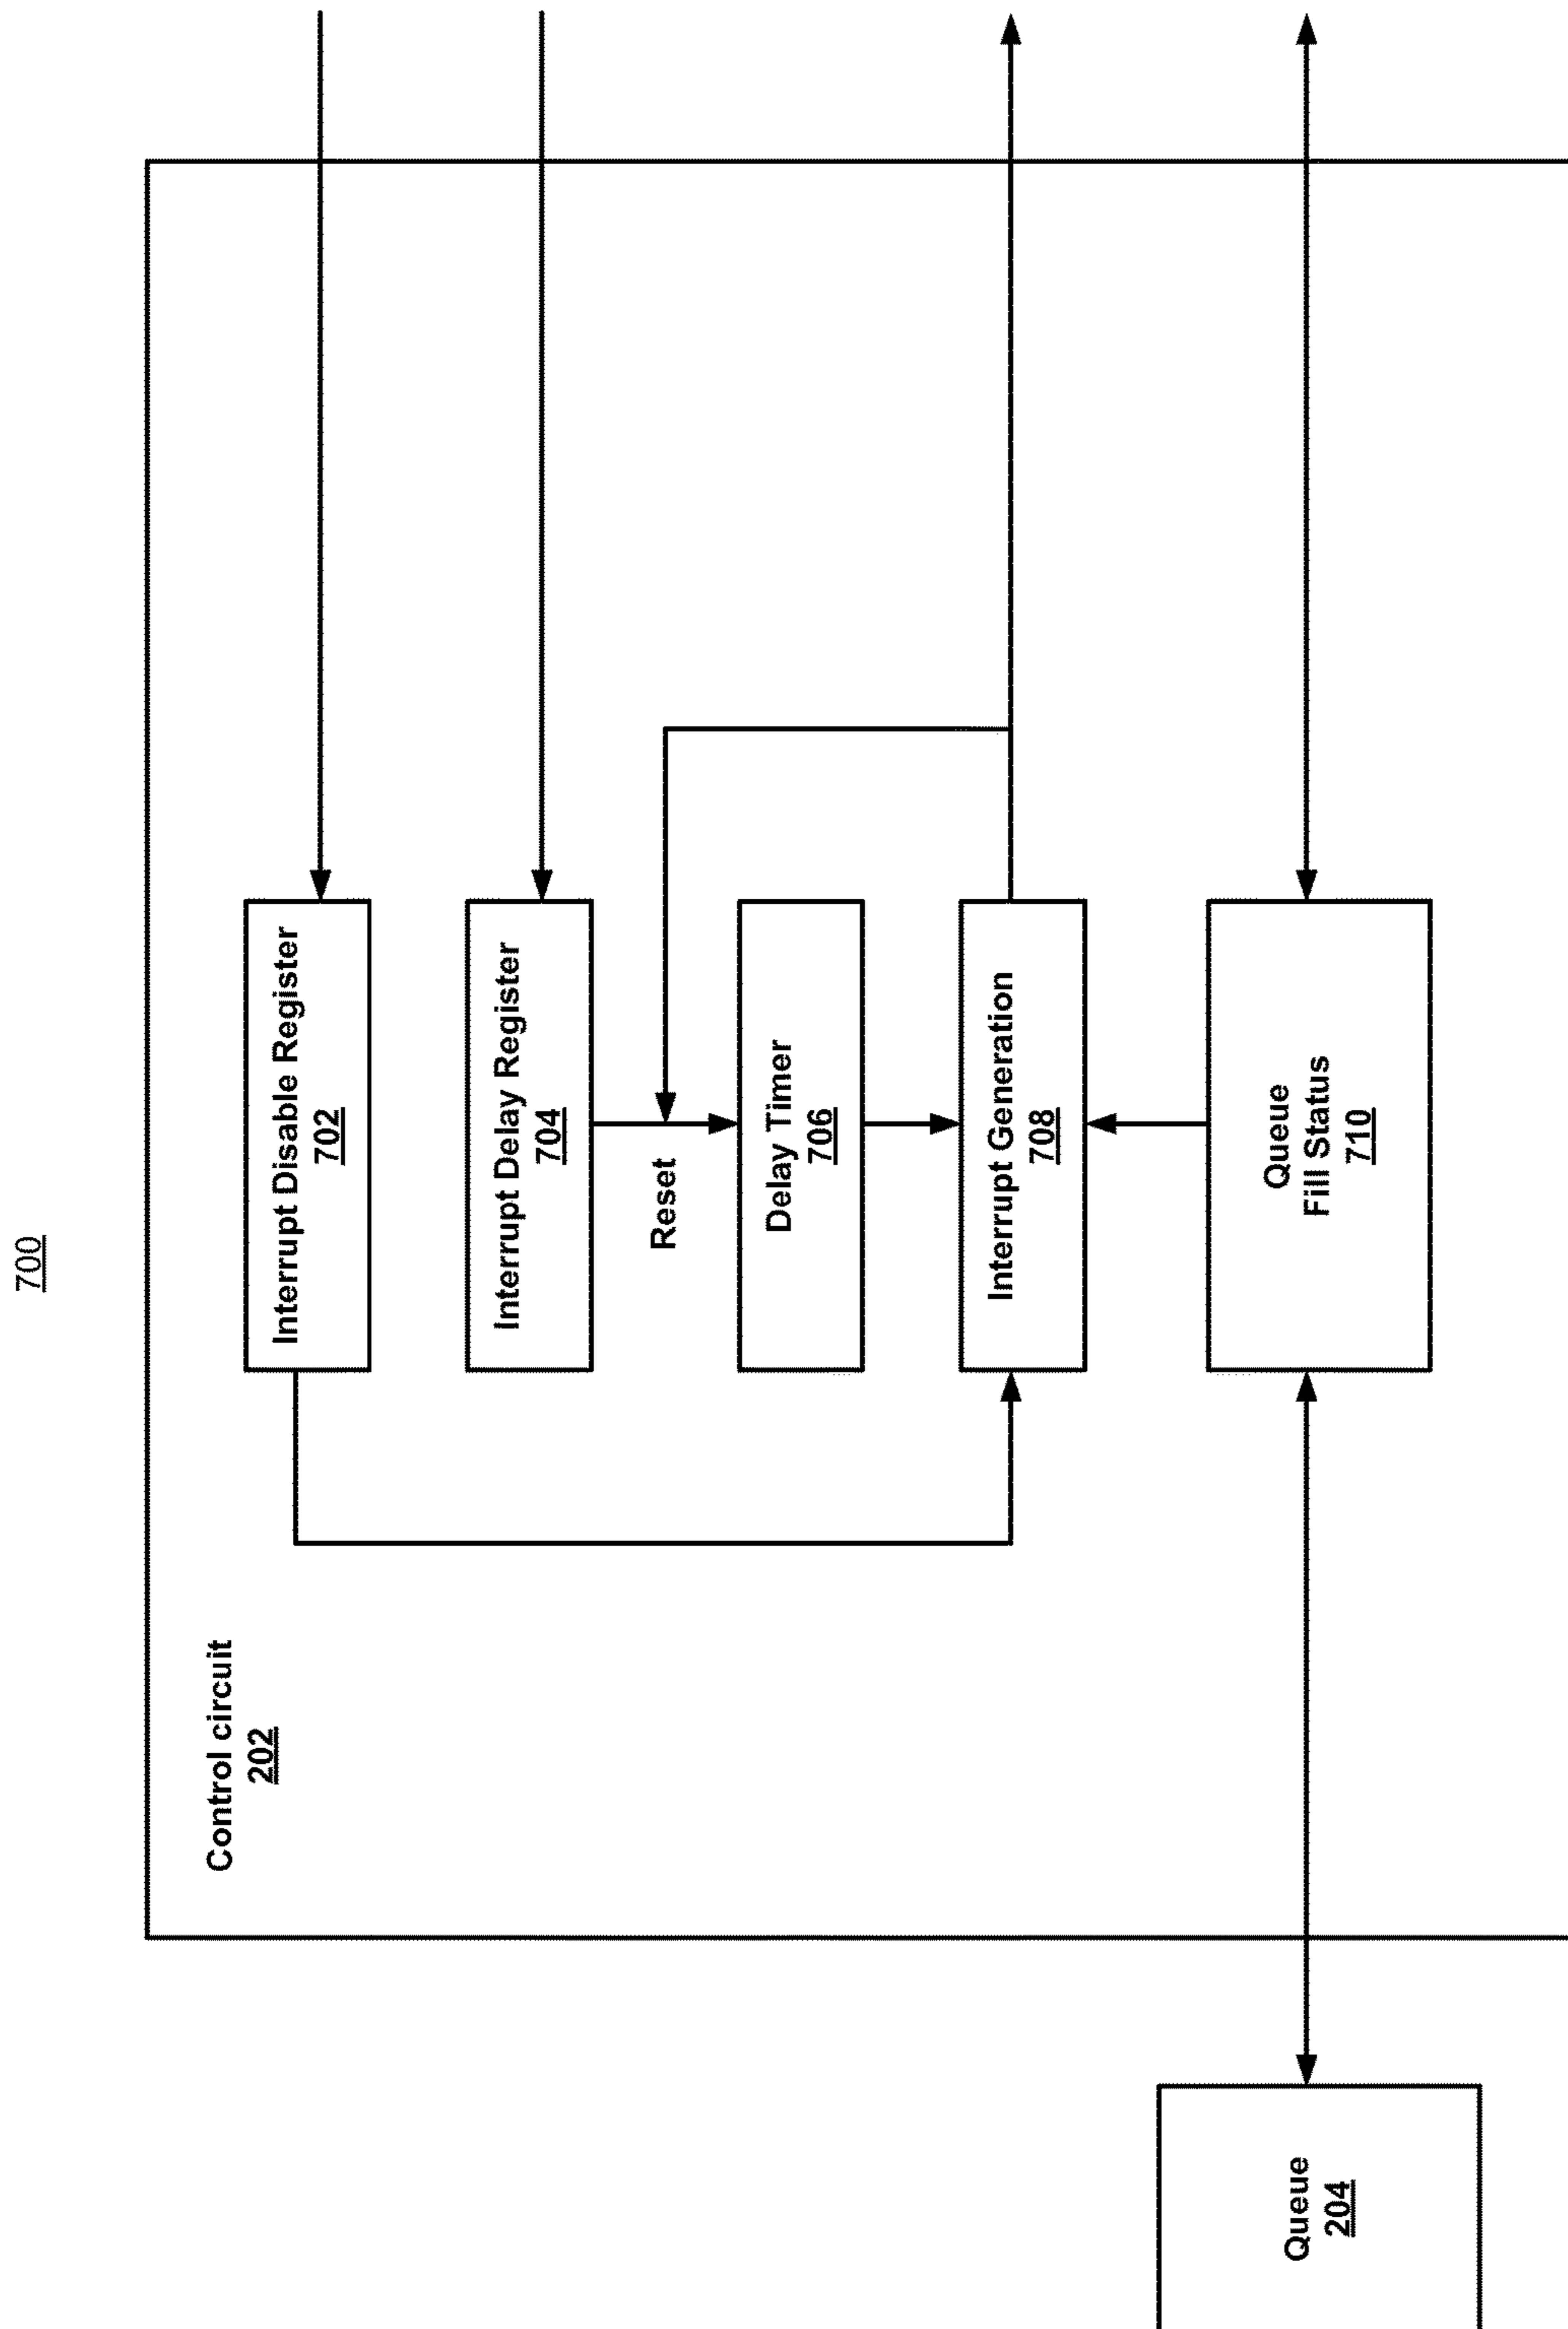 700
Control circuit
202
Interrupt Disable Register
702
Interrupt Delay Register
704
Reset
Delay Timer
706
Interrupt Generation
708
Queue
Fill Status
710
Queue
204